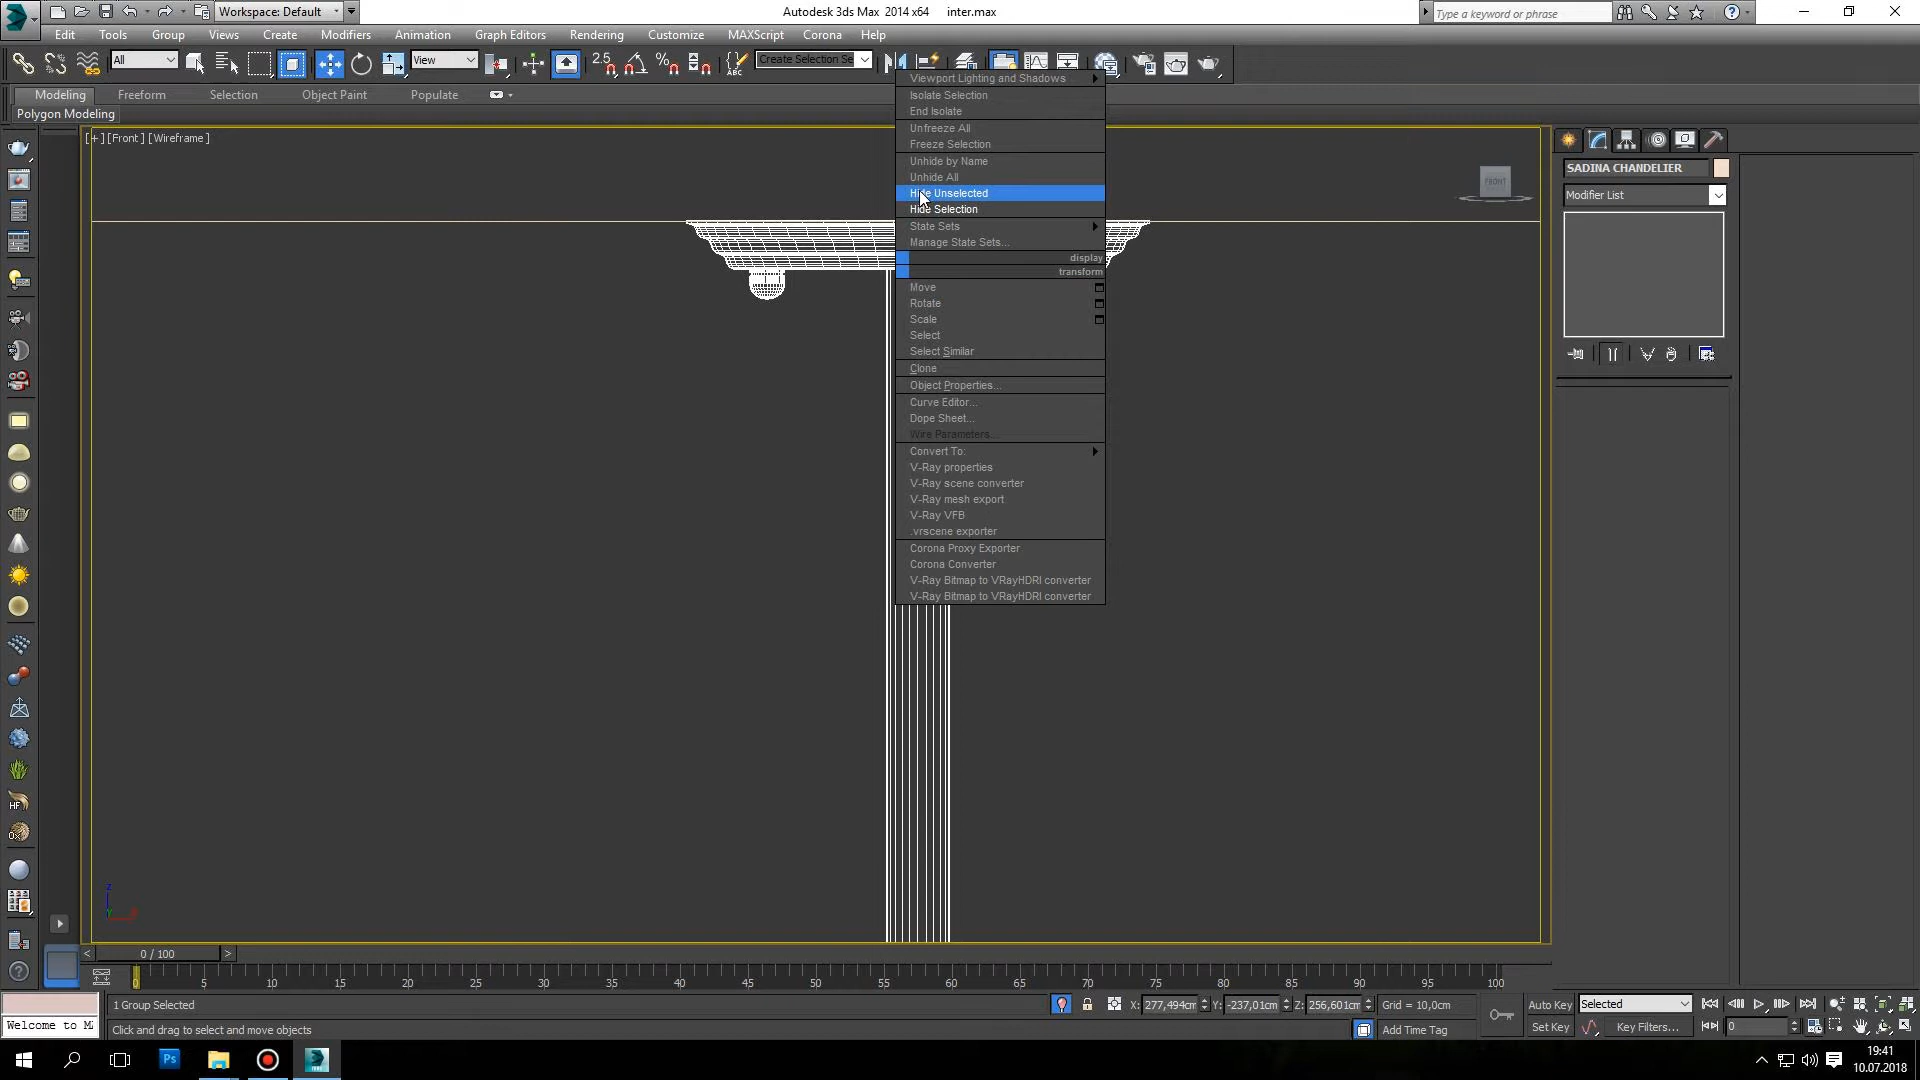 Workspace: Default
Autodesk 3ds Max 2014 x64 inter.max
Type a keyword or phrase
Edit Tools Group Views Create Modifiers Animation Graph Editors Rendering Customize MAXScript Corona Help
All
View
2.5
ABC
Create Selection Se
Modeling Freeform Selection Object Paint Populate
Polygon Modeling
[+] [Front] [Wireframe]
Viewport Lighting and Shadows
Isolate Selection
End Isolate
Unfreeze All
Freeze Selection
Unhide by Name
Unhide All
Hide Unselected
Hide Selection
State Sets
Manage State Sets...
display
transform
Move
Rotate
Scale
Select
Select Similar
Clone
Object Properties...
Curve Editor...
Dope Sheet...
Wire Parameters...
Convert To:
V-Ray properties
V-Ray scene converter
V-Ray mesh export
V-Ray VFB
.vrscene exporter
Corona Proxy Exporter
Corona Converter
V-Ray Bitmap to VRayHDRI converter
V-Ray Bitmap to VRayHDRI converter
FRONT
SADINA CHANDELIER
Modifier List
HF
z
< 0 / 100 >
0 5 10 15 20 25 30 35 40 45 50 55 60 65 70 75 80 85 90 95 100
1 Group Selected
X: 277,494cm Y: -237,01cm Z: 256,601cm Grid = 10,0cm
Auto Key Selected
Welcome to M
Click and drag to select and move objects
Add Time Tag
Set Key Key Filters... 0
Ps
19:41
10.07.2018